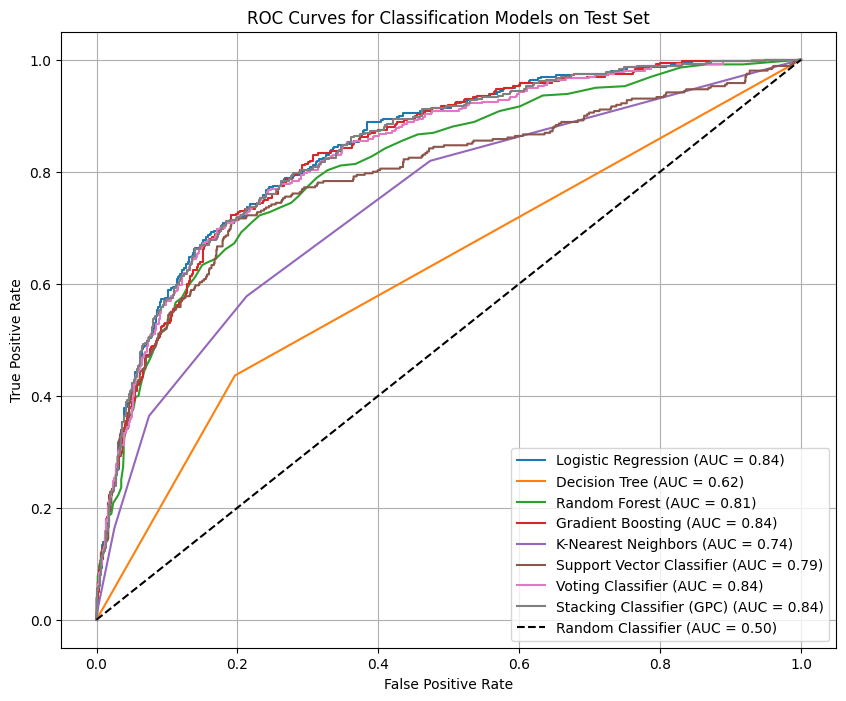 ROC Curves for Classification Models on Test Set
True Positive Rate
1.0
0.8
0.6
0.4
0.2
0.0
Logistic Regression (AUC = 0.84)
Decision Tree (AUC = 0.62)
Random Forest (AUC = 0.81)
Gradient Boosting (AUC = 0.84)
K-Nearest Neighbors (AUC = 0.74)
Support Vector Classifier (AUC = 0.79)
Voting Classifier (AUC = 0.84)
Stacking Classifier (GPC) (AUC = 0.84)
Random Classifier (AUC = 0.50)
0.0 0.2 0.4 0.6 0.8 1.0
False Positive Rate